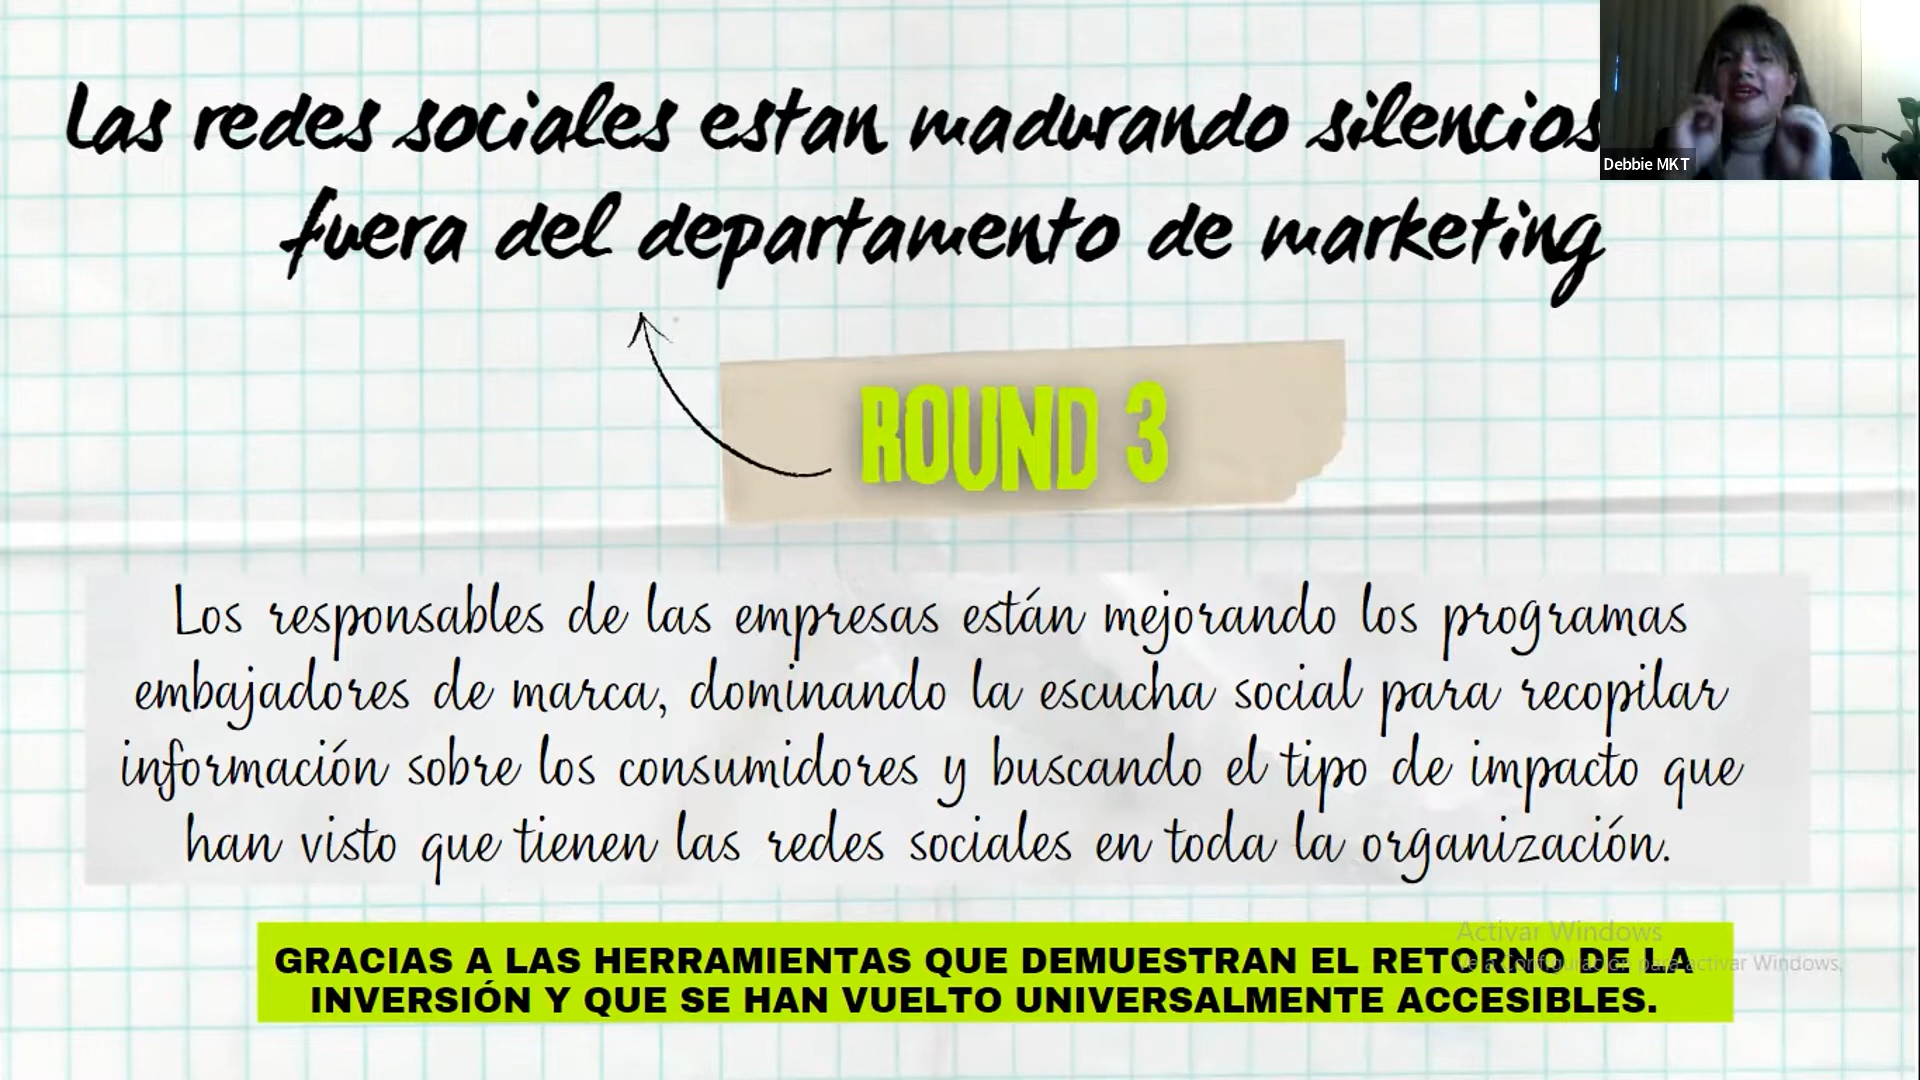 Las redes sociales estan madurando silencios
fuera del departamento de marketing
Debbie MKT
ROUND 3
Los responsables de las empresas están mejorando los programas
embajadores de marca, dominando la escucha social para recopilar
información sobre los consumidores y buscando el tipo de impacto que
han visto que tienen las redes sociales en toda la organización.
Activar Windows
GRACIAS A LAS HERRAMIENTAS QUE DEMUESTRAN EL RETORNO DE LA
activar Windows.
INVERSIÓN Y QUE SE HAN VUELTO UNIVERSALMENTE ACCESIBLES.